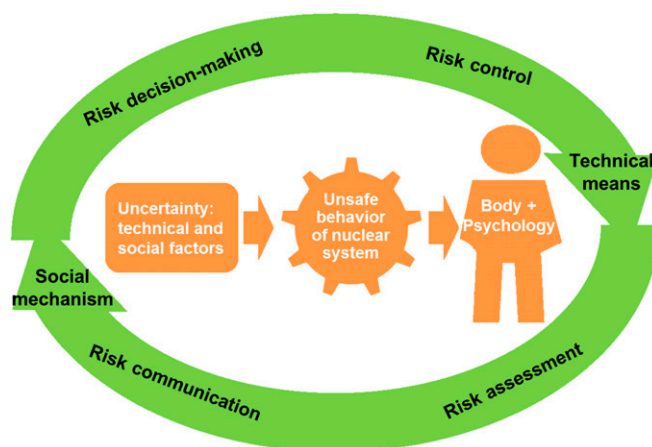 Risk decision-making
Risk control
Technical
means
Uncertainty:
technical and
social factors
Unsafe
behavior
of nuclear
system
Body +
Psychology
Social
mechanism
Risk communication
Risk assessment